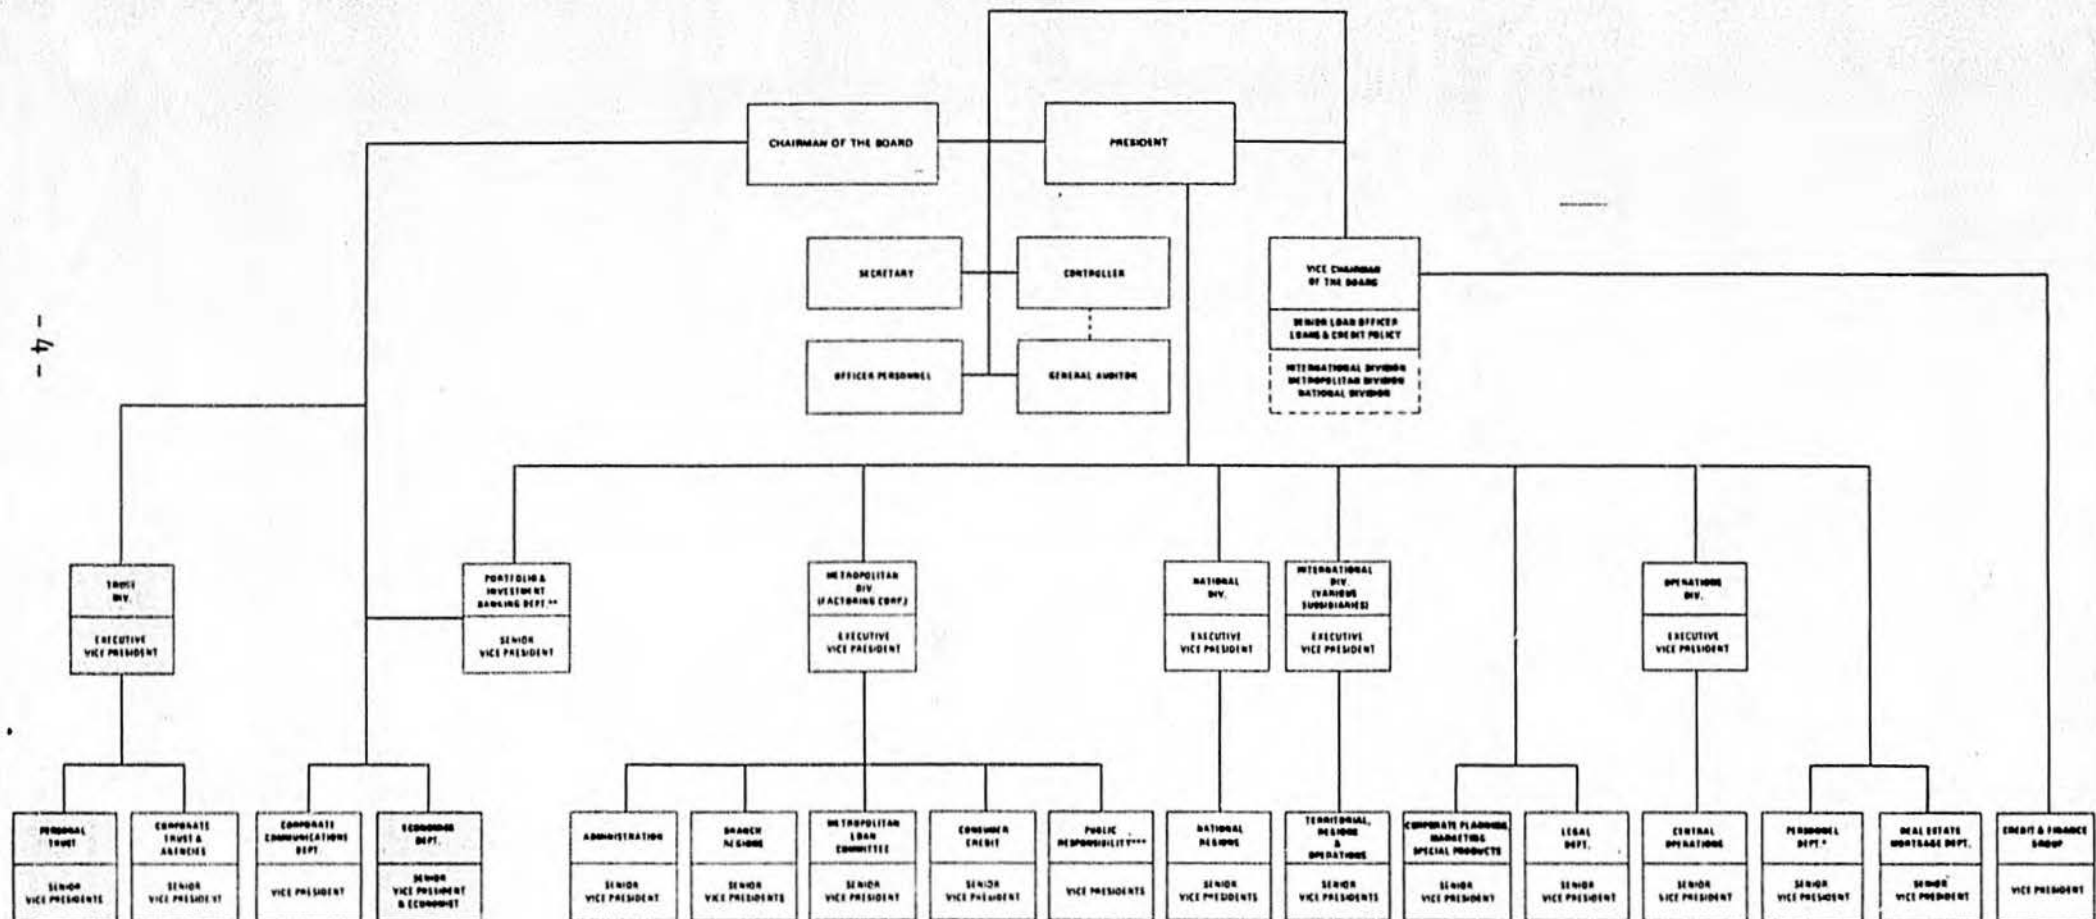 CHAIRMAN OF THE BOARD
PRESIDENT
SECRETARY
CONTROLLER
VICE CHAIRMAN
OF THE BOARD
SENIOR LOAN OFFICER
LOANS & CREDIT POLICY
OFFICER PERSONNEL
GENERAL AUDITOR
INTERNATIONAL DIVISION
METROPOLITAN DIVISION
NATIONAL DIVISION
- 4 -
TRUST
DIV.
EXECUTIVE
VICE PRESIDENT
PORTFOLIO &
INVESTMENT
BANKING DEPT.**
SENIOR
VICE PRESIDENT
METROPOLITAN
DIV.
(FACTORING CORP.)
EXECUTIVE
VICE PRESIDENT
NATIONAL
DIV.
EXECUTIVE
VICE PRESIDENT
INTERNATIONAL
DIV.
(VARIOUS
SUBSIDIARIES)
EXECUTIVE
VICE PRESIDENT
OPERATIONS
DIV.
EXECUTIVE
VICE PRESIDENT
PERSONAL
TRUST
SENIOR
VICE PRESIDENTS
CORPORATE
TRUST &
AGENCIES
SENIOR
VICE PRESIDENT
CORPORATE
COMMUNICATIONS
DEPT.
VICE PRESIDENT
ECONOMICS
DEPT.
SENIOR
VICE PRESIDENT
& ECONOMIST
ADMINISTRATION
SENIOR
VICE PRESIDENT
BRANCH
REGIONS
SENIOR
VICE PRESIDENTS
METROPOLITAN
LOAN
COMMITTEE
SENIOR
VICE PRESIDENT
CONSUMER
CREDIT
SENIOR
VICE PRESIDENT
PUBLIC
RESPONSIBILITY***
VICE PRESIDENTS
NATIONAL
REGIONS
SENIOR
VICE PRESIDENTS
TERRITORIAL,
REGIONS
&
OPERATIONS
SENIOR
VICE PRESIDENTS
CORPORATE PLANNING,
MARKETING
SPECIAL PRODUCTS
SENIOR
VICE PRESIDENT
LEGAL
DEPT.
SENIOR
VICE PRESIDENT
CENTRAL
OPERATIONS
SENIOR
VICE PRESIDENT
PERSONNEL
DEPT.*
SENIOR
VICE PRESIDENT
REAL ESTATE
MORTGAGE DEPT.
SENIOR
VICE PRESIDENT
CREDIT & FINANCE
GROUP
VICE PRESIDENT